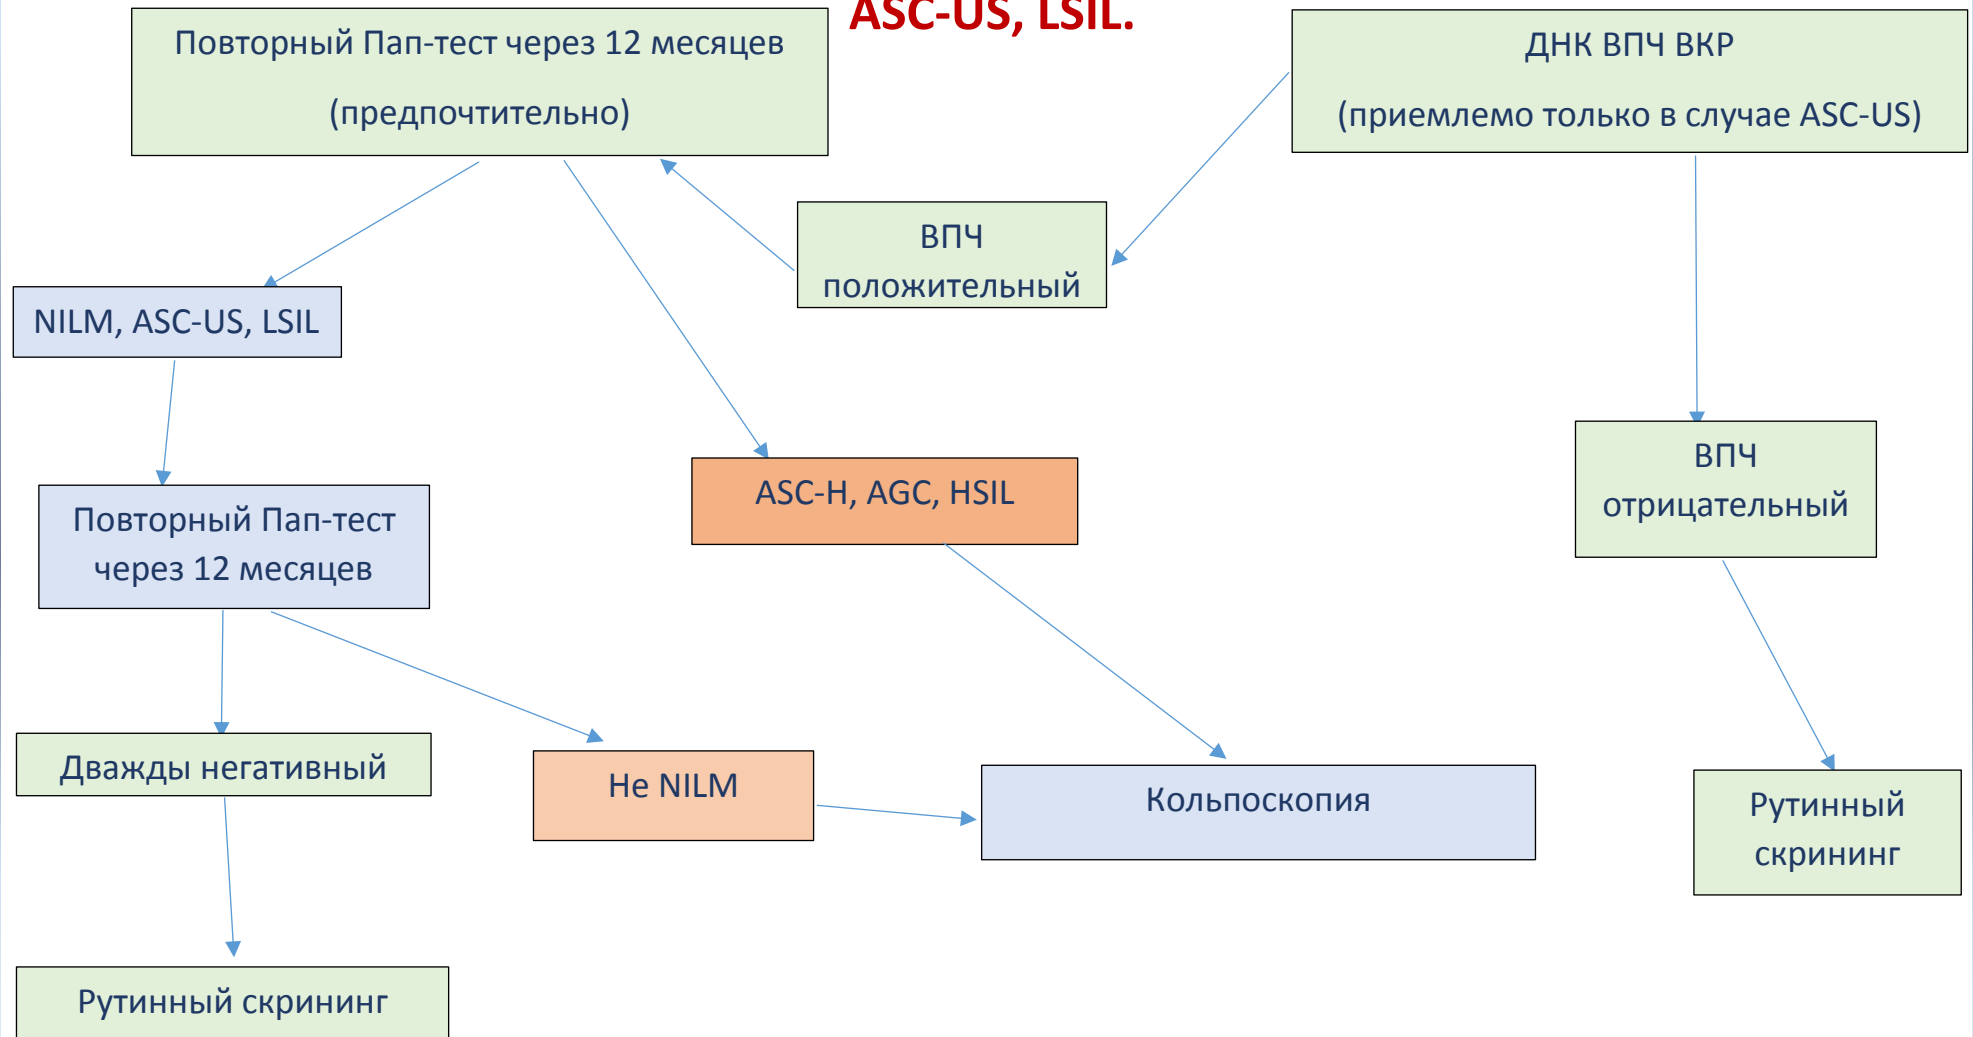 ASC-US, LSIL.
Повторный Пап-тест через 12 месяцев
(предпочтительно)
ДНК ВПЧ ВКР
(приемлемо только в случае ASC-US)
ВПЧ
положительный
NILM, ASC-US, LSIL
ASC-H, AGC, HSIL
ВПЧ
отрицательный
Повторный Пап-тест
через 12 месяцев
Дважды негативный
Не NILM
Кольпоскопия
Рутинный
скрининг
Рутинный скрининг